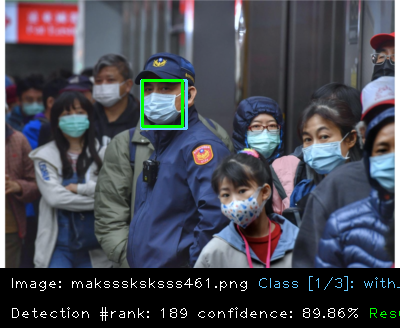 Image: maksssksksss461.png Class [1/3]: with_
Detection #rank: 189 confidence: 89.86% Res